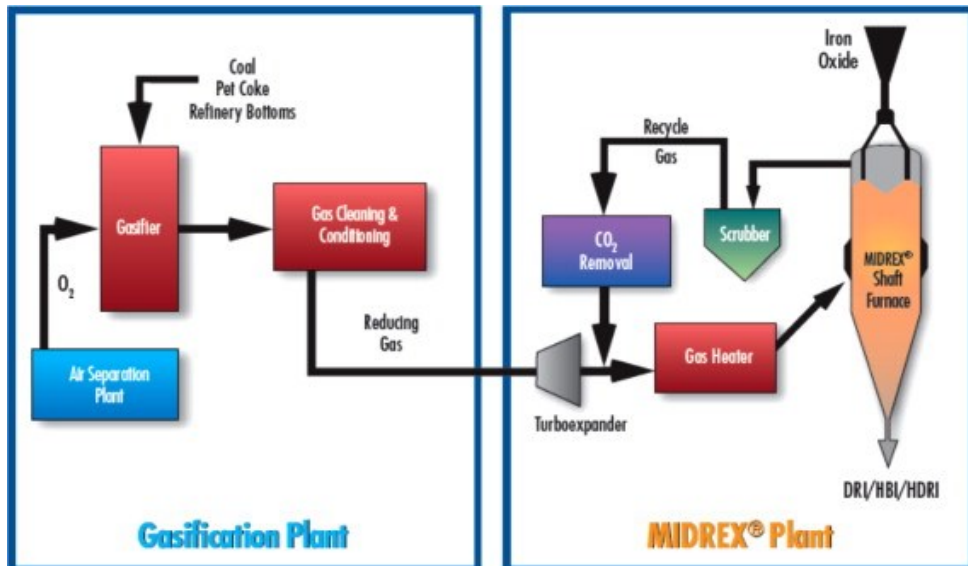 Coal
Pet Coke
Refinery Bottoms
Gasifier
Gas Cleaning &
Conditioning
O₂
Air Separation
Plant
Reducing
Gas
Gasification Plant
Iron
Oxide
Recycle
Gas
CO₂
Removal
Scrubber
MIDREX®
Shaft
Furnace
Gas Heater
Turboexpander
DRI/HBI/HDRI
MIDREX® Plant